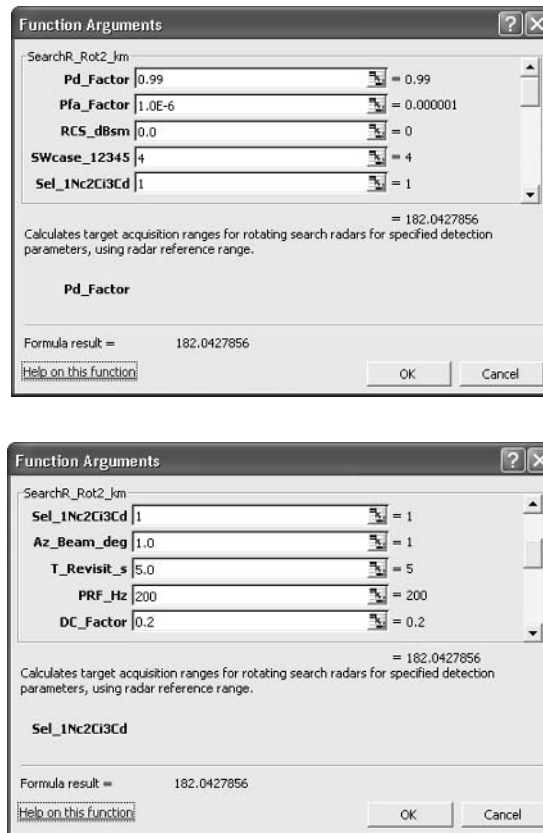 Function Arguments
SearchR_Rot2_km
Pd_Factor 0.99 = 0.99
Pfa_Factor 1.0E-6 = 0.000001
RCS_dBsm 0.0 = 0
SWcase_12345 4 = 4
Sel_1Nc2Ci3Cd 1 = 1
= 182.0427856
Calculates target acquisition ranges for rotating search radars for specified detection
parameters, using radar reference range.
Pd_Factor
Formula result = 182.0427856
Help on this function OK Cancel
Function Arguments
SearchR_Rot2_km
Sel_1Nc2Ci3Cd 1 = 1
Az_Beam_deg 1.0 = 1
T_Revisit_s 5.0 = 5
PRF_Hz 200 = 200
DC_Factor 0.2 = 0.2
= 182.0427856
Calculates target acquisition ranges for rotating search radars for specified detection
parameters, using radar reference range.
Sel_1Nc2Ci3Cd
Formula result = 182.0427856
Help on this function OK Cancel